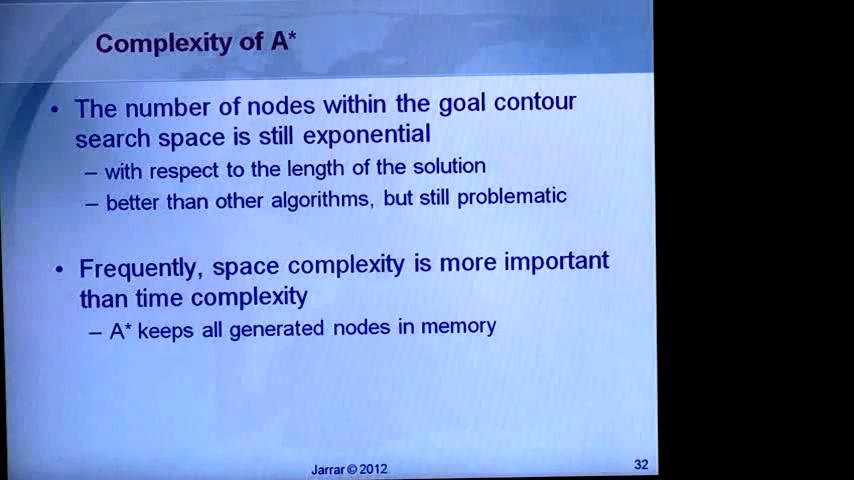 Complexity of A*
• The number of nodes within the goal contour
search space is still exponential
– with respect to the length of the solution
– better than other algorithms, but still problematic
• Frequently, space complexity is more important
than time complexity
– A* keeps all generated nodes in memory
Jarrar © 2012
32